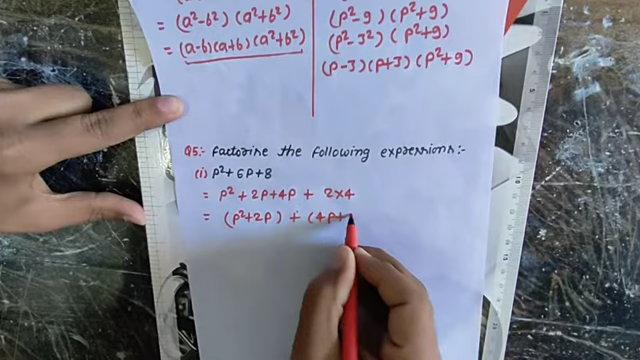 = (a²-b²) (a²+b²)
= (a-b)(a+b)(a²+b²)
(p²-9)(p²+9)
(p²-3²) (p²+9)
(p-3)(p+3)(p²+9)
Q5:- Factorise the following expressions:-
(i) p²+6p+8
= p²+2p+4p + 2×4
= (p²+2p) + (4p+